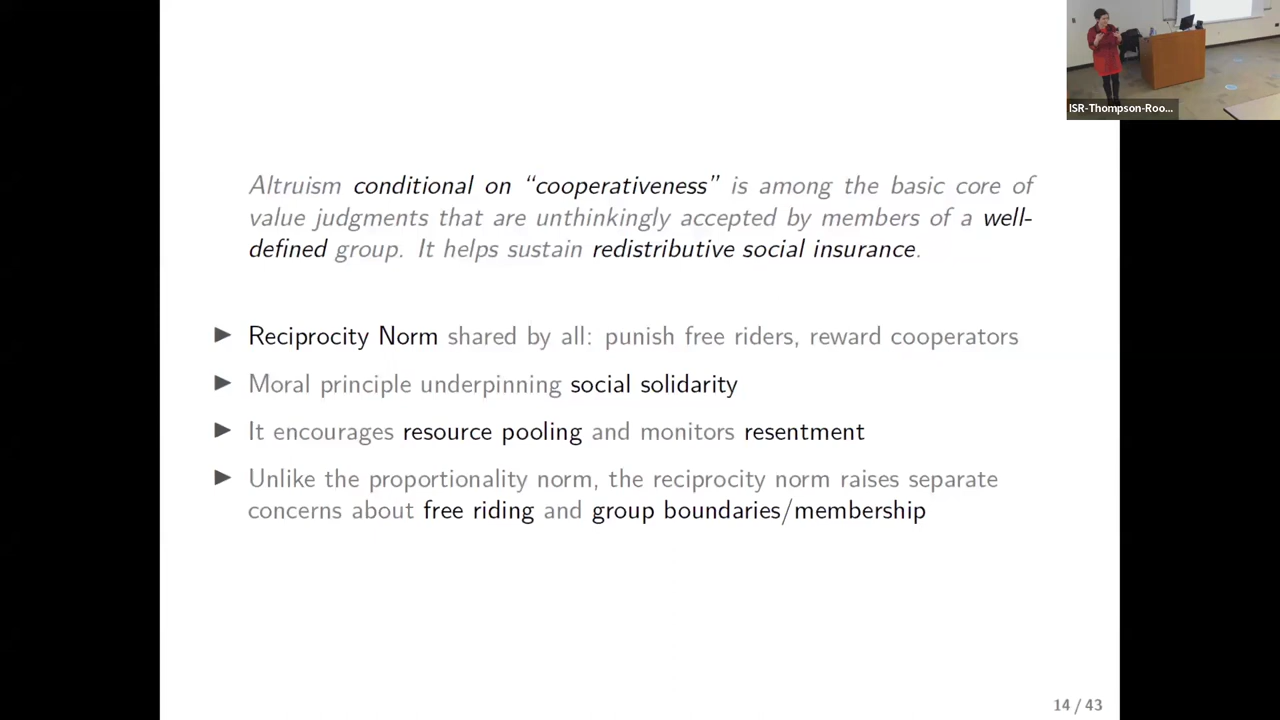 ISR-Thompson-Roo...
Altruism conditional on “cooperativeness” is among the basic core of
value judgments that are unthinkingly accepted by members of a well-
defined group. It helps sustain redistributive social insurance.
▶ Reciprocity Norm shared by all: punish free riders, reward cooperators
▶ Moral principle underpinning social solidarity
▶ It encourages resource pooling and monitors resentment
▶ Unlike the proportionality norm, the reciprocity norm raises separate
concerns about free riding and group boundaries/membership
14 / 43